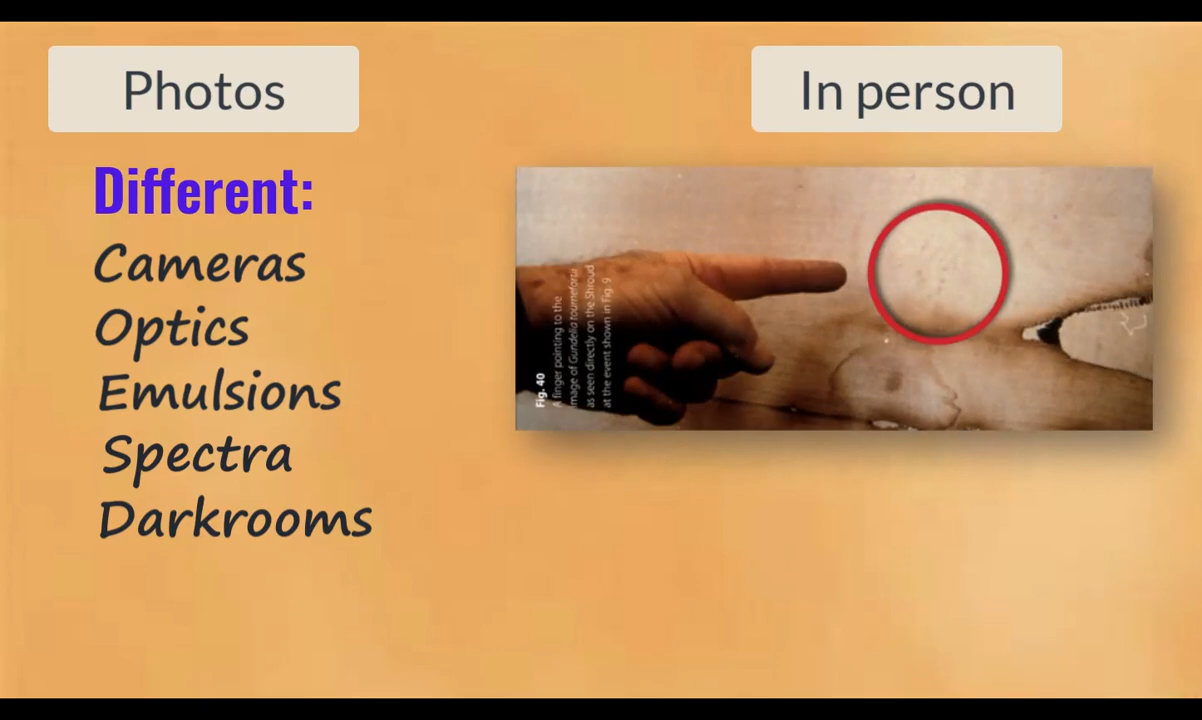 Photos
In person
Different:
Cameras
Optics
Emulsions
Spectra
Darkrooms
Fig. 40
A finger pointing to the
image of Gundelia tournefortii
as seen directly on the Shroud
at the event shown in Fig. 9